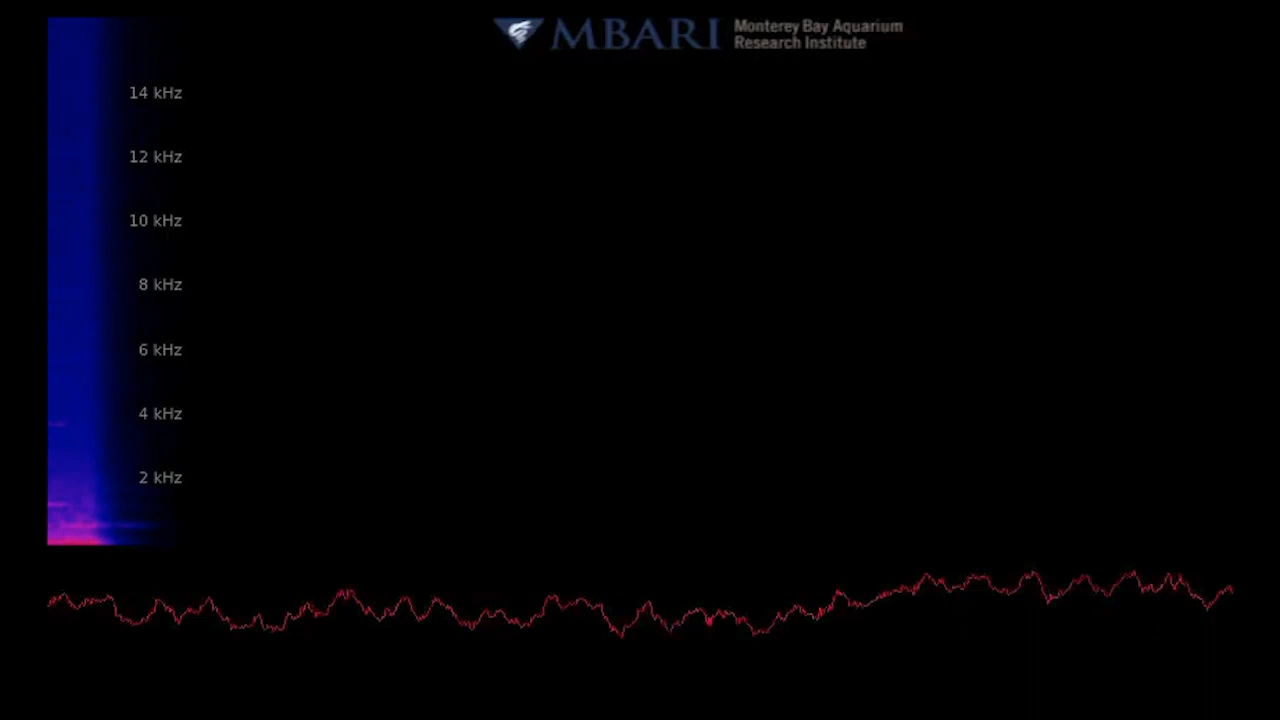 MBARI
Monterey Bay Aquarium
Research Institute
14 kHz
12 kHz
10 kHz
8 kHz
6 kHz
4 kHz
2 kHz